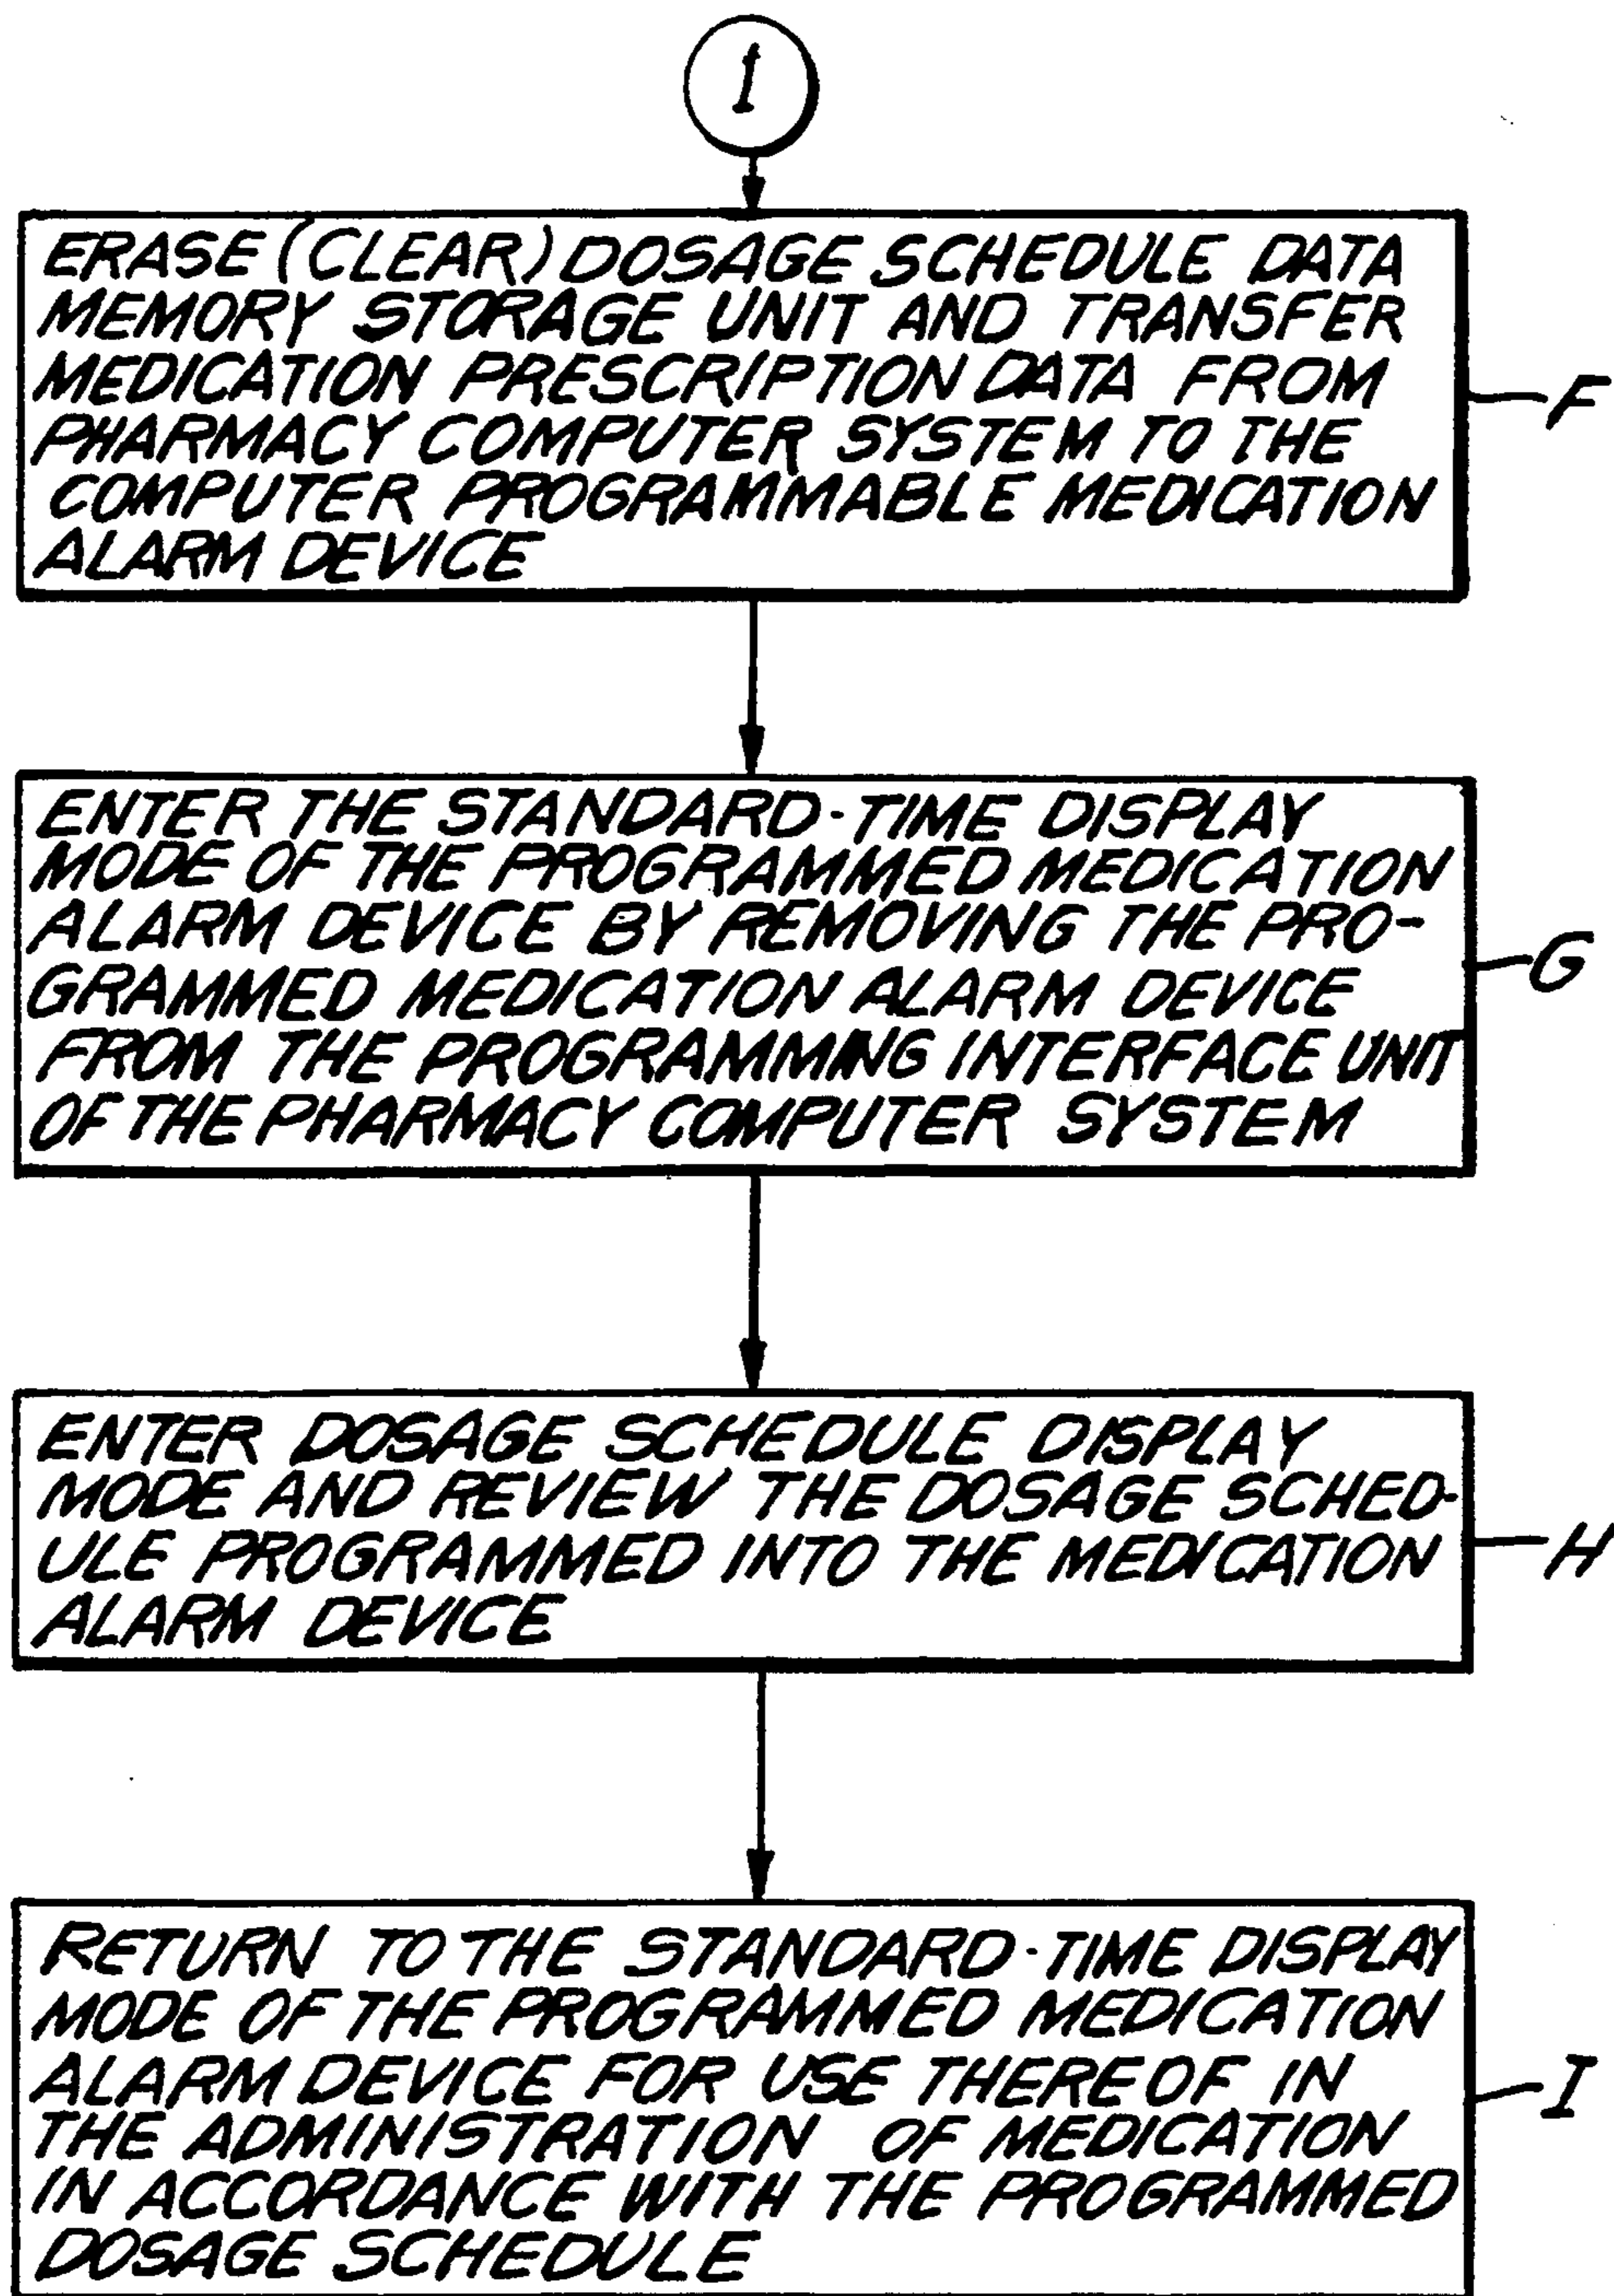 1
ERASE (CLEAR) DOSAGE SCHEDULE DATA
MEMORY STORAGE UNIT AND TRANSFER
MEDICATION PRESCRIPTION DATA FROM
PHARMACY COMPUTER SYSTEM TO THE
COMPUTER PROGRAMMABLE MEDICATION
ALARM DEVICE
F
ENTER THE STANDARD-TIME DISPLAY
MODE OF THE PROGRAMMED MEDICATION
ALARM DEVICE BY REMOVING THE PRO-
GRAMMED MEDICATION ALARM DEVICE
FROM THE PROGRAMMING INTERFACE UNIT
OF THE PHARMACY COMPUTER SYSTEM
G
ENTER DOSAGE SCHEDULE DISPLAY
MODE AND REVIEW THE DOSAGE SCHED-
ULE PROGRAMMED INTO THE MEDICATION
ALARM DEVICE
H
RETURN TO THE STANDARD-TIME DISPLAY
MODE OF THE PROGRAMMED MEDICATION
ALARM DEVICE FOR USE THEREOF IN
THE ADMINISTRATION OF MEDICATION
IN ACCORDANCE WITH THE PROGRAMMED
DOSAGE SCHEDULE
I